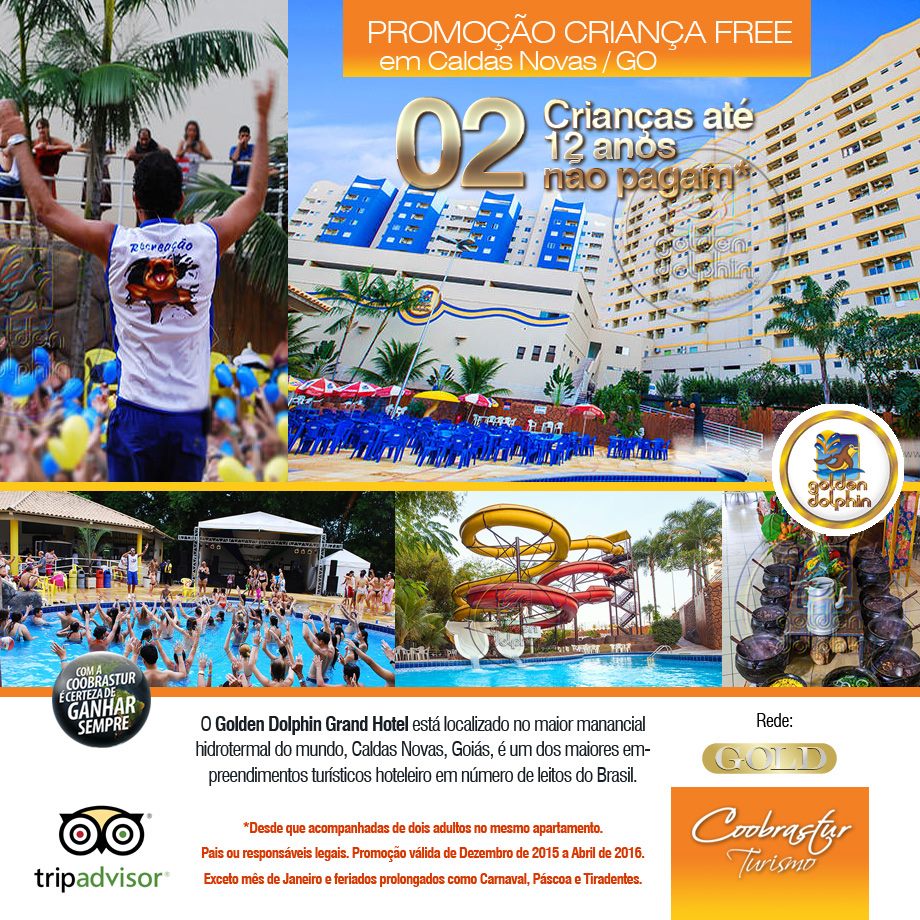 PROMOÇÃO CRIANÇA FREE
em Caldas Novas / GO
02
Crianças até
12 anos
não pagam*
Recreação
golden
dolphin
golden
dolphin
COM A
COOBRASTUR
É CERTEZA DE
GANHAR
SEMPRE
O Golden Dolphin Grand Hotel está localizado no maior manancial
hidrotermal do mundo, Caldas Novas, Goiás, é um dos maiores em-
preendimentos turísticos hoteleiro em número de leitos do Brasil.
Rede:
GOLD
Coobrastur
Turismo
tripadvisor®
*Desde que acompanhadas de dois adultos no mesmo apartamento.
Pais ou responsáveis legais. Promoção válida de Dezembro de 2015 a Abril de 2016.
Exceto mês de Janeiro e feriados prolongados como Carnaval, Páscoa e Tiradentes.